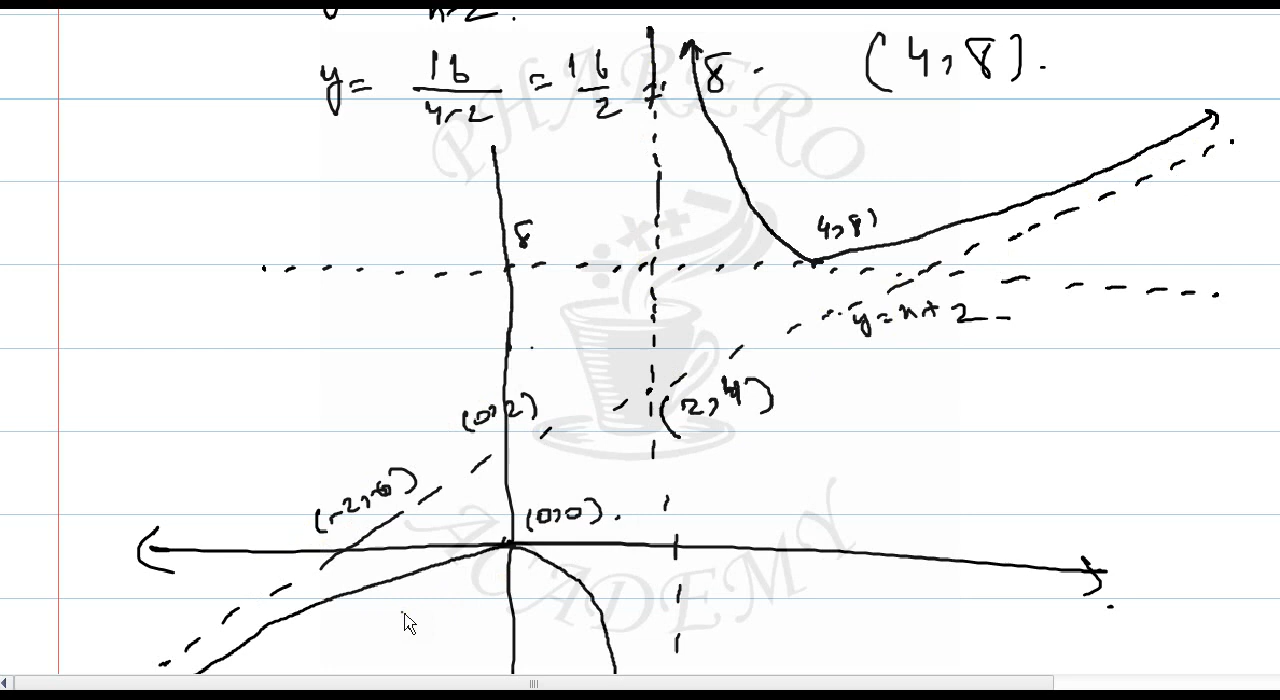 y = 16/4-2 = 16/2 = 8.
(4,8).
8
4,8)
y=x+2
(0,2)
(2,4)
(-2,0)
(0,0).
PHARERO
ACADEMY